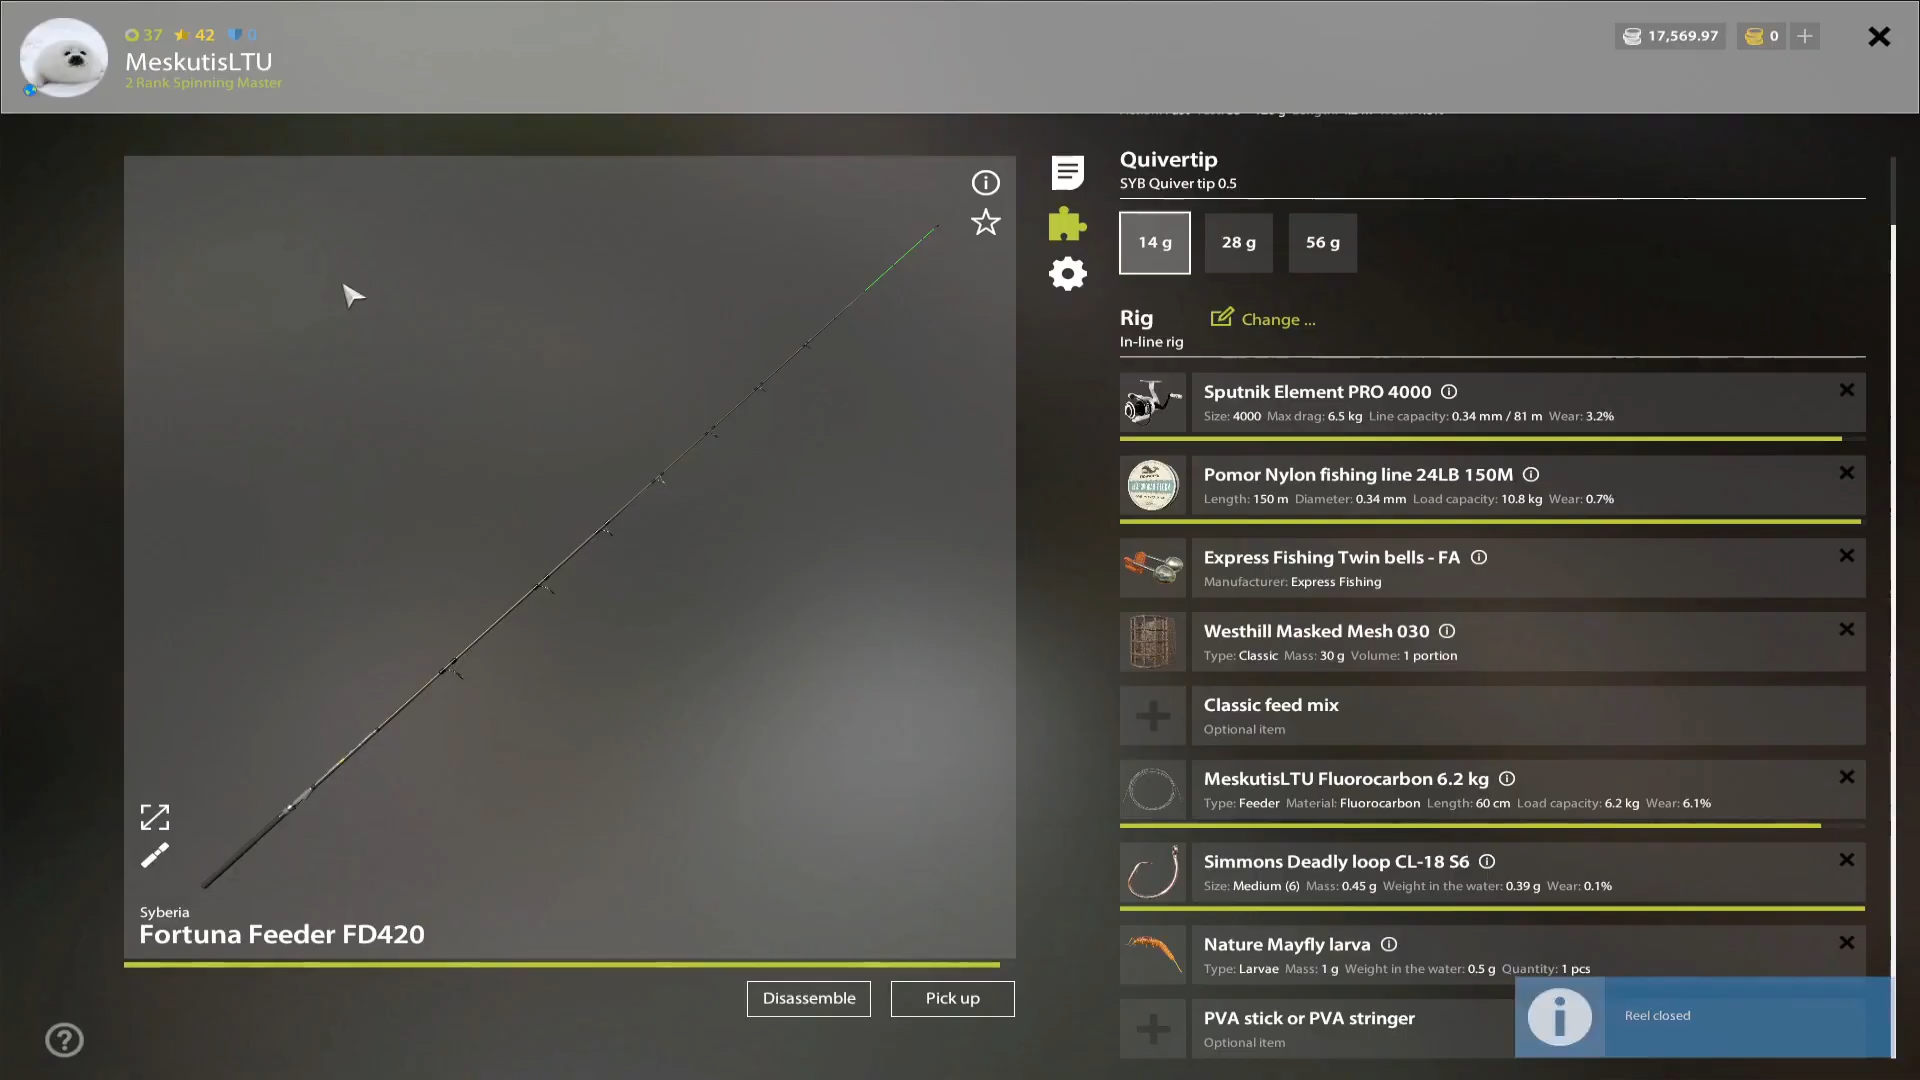 37 42 0
MeskutisLTU
2 Rank Spinning Master
17,569.97 0
Quivertip
SYB Quiver tip 0.5
14 g 28 g 56 g
Rig Change ...
In-line rig
Sputnik Element PRO 4000
Size: 4000 Max drag: 6.5 kg Line capacity: 0.34 mm / 81 m Wear: 3.2%
Pomor Nylon fishing line 24LB 150M
Length: 150 m Diameter: 0.34 mm Load capacity: 10.8 kg Wear: 0.7%
Express Fishing Twin bells - FA
Manufacturer: Express Fishing
Westhill Masked Mesh 030
Type: Classic Mass: 30 g Volume: 1 portion
Classic feed mix
Optional item
MeskutisLTU Fluorocarbon 6.2 kg
Type: Feeder Material: Fluorocarbon Length: 60 cm Load capacity: 6.2 kg Wear: 6.1%
Simmons Deadly loop CL-18 S6
Size: Medium (6) Mass: 0.45 g Weight in the water: 0.39 g Wear: 0.1%
Nature Mayfly larva
Type: Larvae Mass: 1 g Weight in the water: 0.5 g Quantity: 1 pcs
PVA stick or PVA stringer
Optional item
Reel closed
Syberia
Fortuna Feeder FD420
Disassemble Pick up